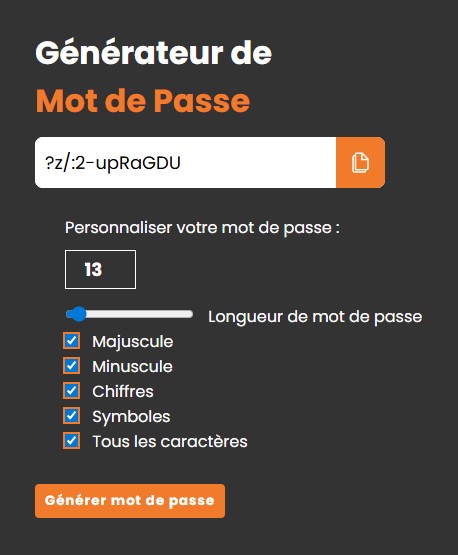 Générateur de
Mot de Passe
?z/:2-upRaGDU
Personnaliser votre mot de passe :
13
Longueur de mot de passe
Majuscule
Minuscule
Chiffres
Symboles
Tous les caractères
Générer mot de passe